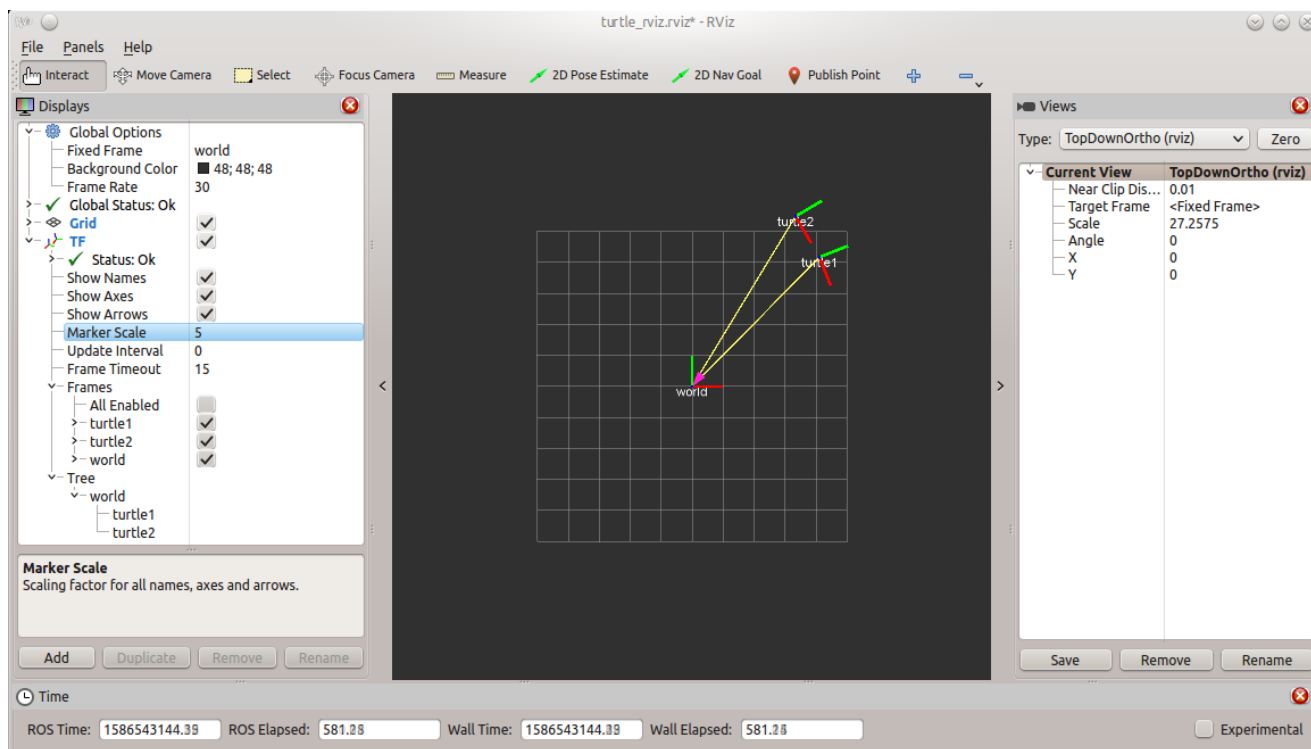 turtle_rviz.rviz* - RViz
File Panels Help
Interact Move Camera Select Focus Camera Measure 2D Pose Estimate 2D Nav Goal Publish Point
Displays
Global Options
Fixed Frame world
Background Color 48; 48; 48
Frame Rate 30
Global Status: Ok
Grid
TF
Status: Ok
Show Names
Show Axes
Show Arrows
Marker Scale 5
Update Interval 0
Frame Timeout 15
Frames
All Enabled
turtle1
turtle2
world
Tree
world
turtle1
turtle2
Marker Scale
Scaling factor for all names, axes and arrows.
Add Duplicate Remove Rename
turtle2
turtle1
world
Views
Type: TopDownOrtho (rviz) Zero
Current View TopDownOrtho (rviz)
Near Clip Dis... 0.01
Target Frame <Fixed Frame>
Scale 27.2575
Angle 0
X 0
Y 0
Save Remove Rename
Time
ROS Time: ROS Elapsed: Wall Time: Wall Elapsed: Experimental